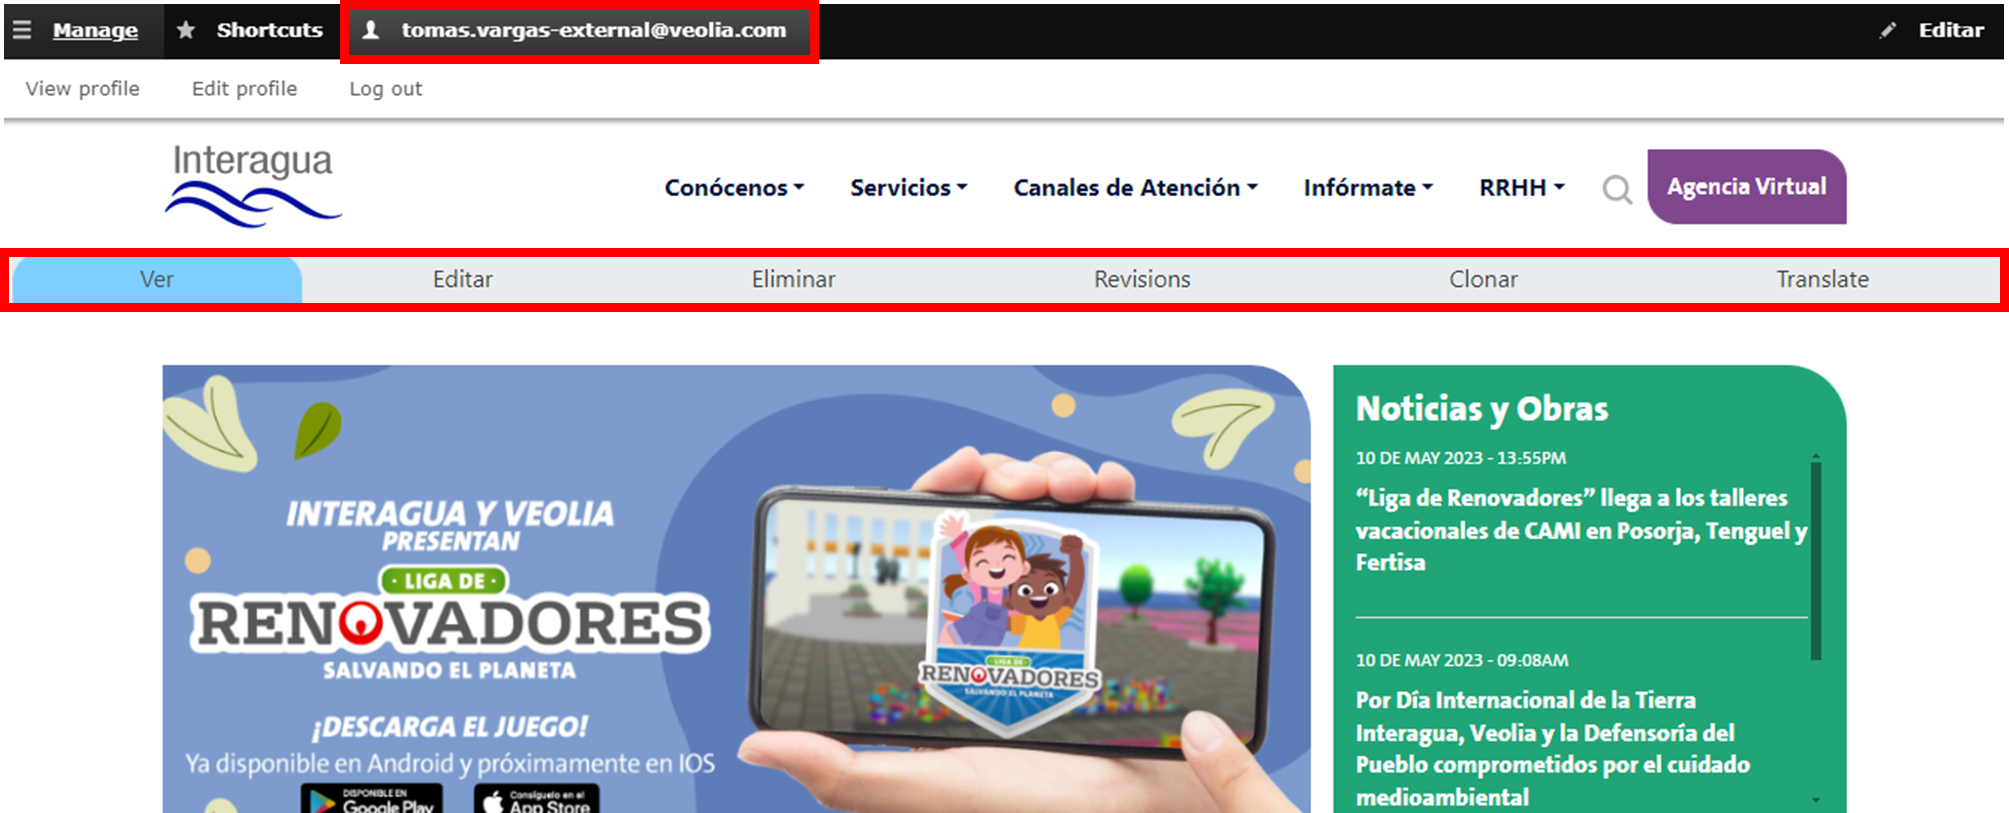 Manage
Shortcuts
tomas.vargas-external@veolia.com
Editar
View profile
Edit profile
Log out
Interagua
Conócenos
Servicios
Canales de Atención
Infórmate
RRHH
Agencia Virtual
Ver
Editar
Eliminar
Revisions
Clonar
Translate
INTERAGUA Y VEOLIA
PRESENTAN
· LIGA DE ·
RENOVADORES
SALVANDO EL PLANETA
¡DESCARGA EL JUEGO!
Ya disponible en Android y próximamente en IOS
DISPONIBLE EN
Google Play
Consíguelo en el
App Store
· LIGA DE ·
RENOVADORES
SALVANDO EL PLANETA
Noticias y Obras
10 DE MAY 2023 - 13:55PM
“Liga de Renovadores” llega a los talleres
vacacionales de CAMI en Posorja, Tenguel y
Fertisa
10 DE MAY 2023 - 09:08AM
Por Día Internacional de la Tierra
Interagua, Veolia y la Defensoría del
Pueblo comprometidos por el cuidado
medioambiental